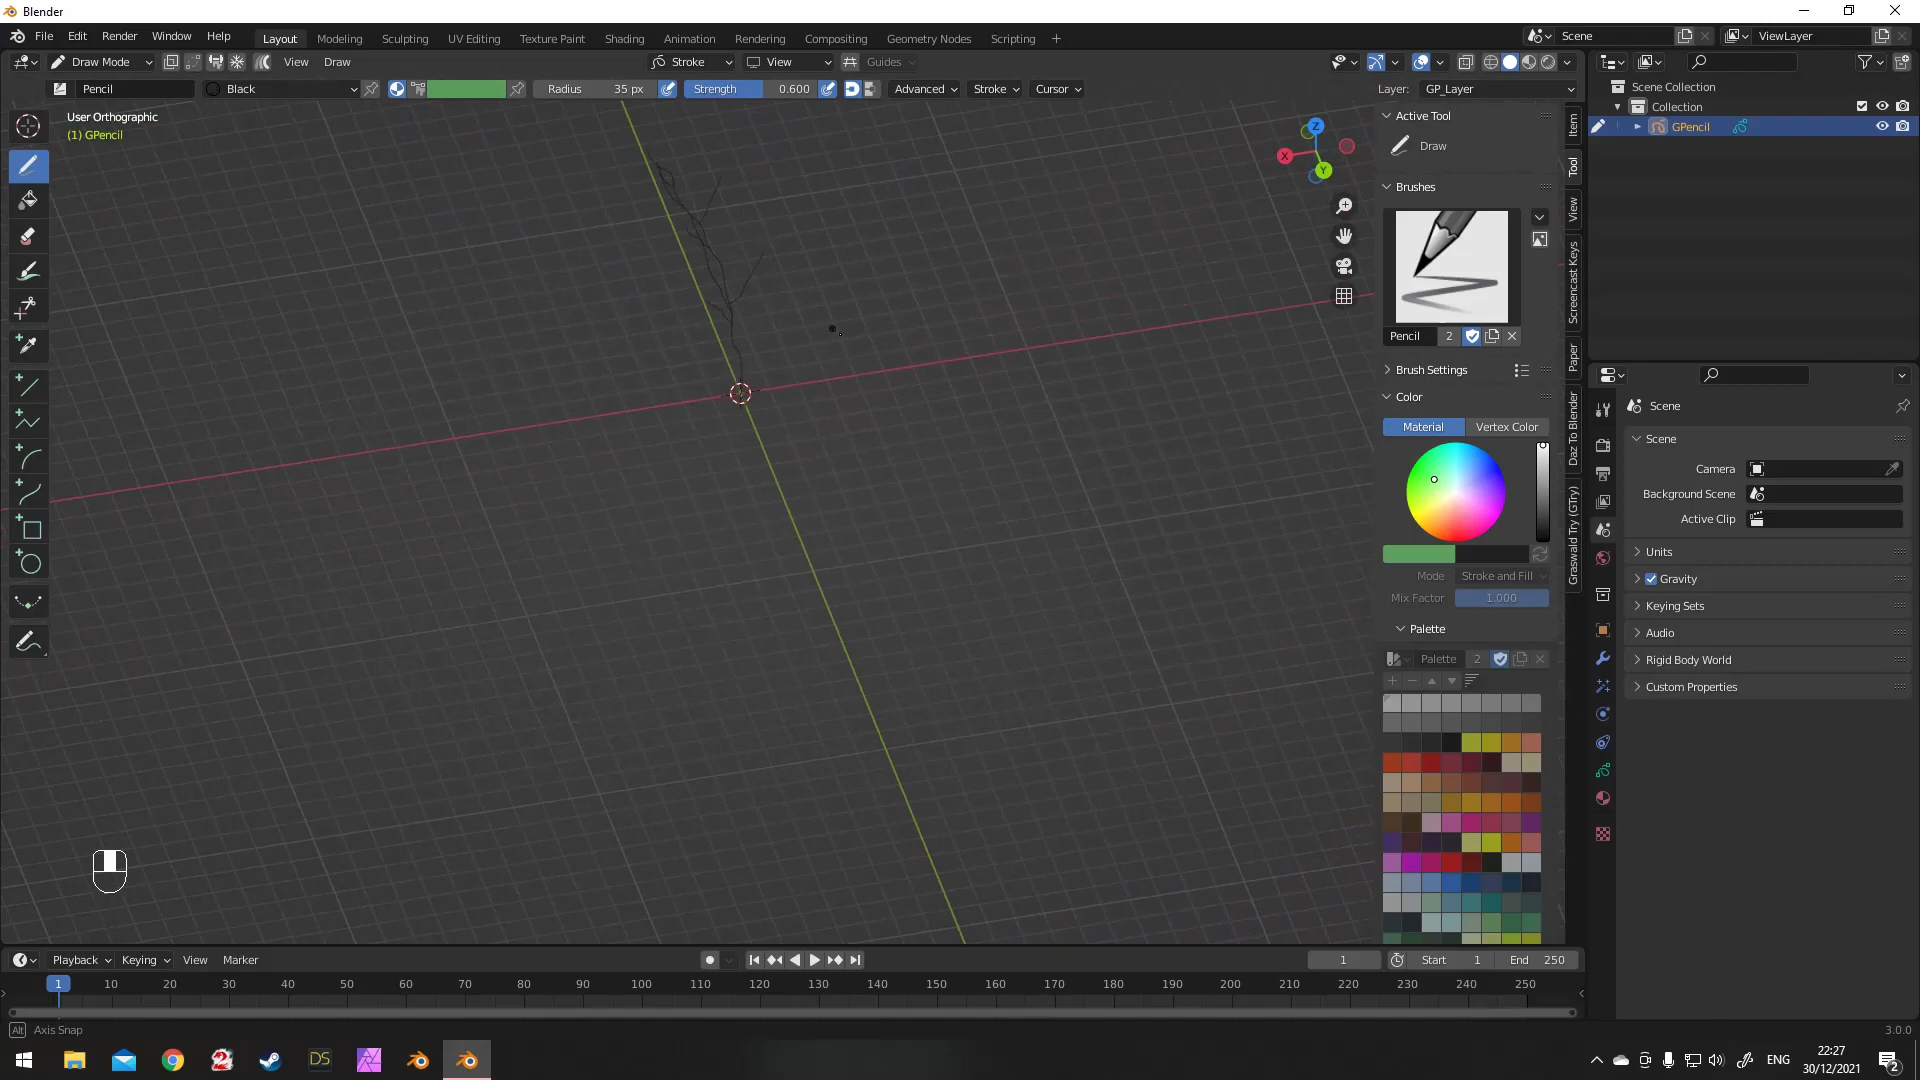 Blender
File Edit Render Window Help
Layout Modeling Sculpting UV Editing Texture Paint Shading Animation Rendering Compositing Geometry Nodes Scripting
Scene
ViewLayer
Draw Mode
View Draw
Stroke
View
Guides
Pencil
Black
Radius 35 px
Strength 0.600
Advanced
Stroke
Cursor
Layer: GP_Layer
User Orthographic
(1) GPencil
Z
X
Y
Active Tool
Draw
Brushes
Pencil 2
Brush Settings
Color
Material Vertex Color
Mode Stroke and Fill
Mix Factor 1.000
Palette
Palette 2
Item
Tool
View
Screencast Keys
Paper
Daz To Blender
Graswald Try (GTry)
Scene Collection
Collection
GPencil
Scene
Scene
Camera
Background Scene
Active Clip
Units
Gravity
Keying Sets
Audio
Rigid Body World
Custom Properties
Playback Keying View Marker
1
Start 1
End 250
1 10 20 30 40 50 60 70 80 90 100 110 120 130 140 150 160 170 180 190 200 210 220 230 240 250
Alt Axis Snap
3.0.0
DS
ENG
22:27
30/12/2021
2